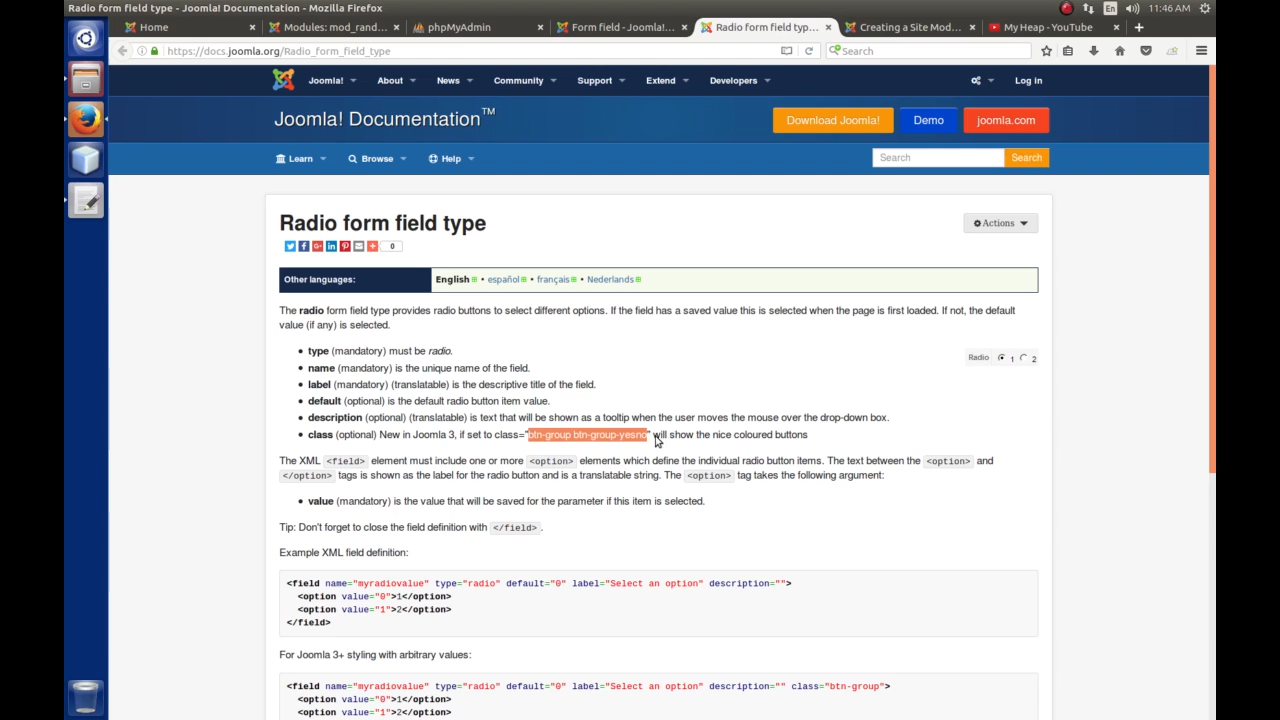 Radio form field type - Joomla! Documentation - Mozilla Firefox
En
11:46 AM
Home
Modules: mod_rand...
phpMyAdmin
Form field - Joomla!...
Radio form field typ...
Creating a Site Mod...
My Heap - YouTube
https://docs.joomla.org/Radio_form_field_type
Search
Joomla!
About
News
Community
Support
Extend
Developers
Log in
Joomla! Documentation™
Download Joomla!
Demo
joomla.com
Learn
Browse
Help
Search
Search
Radio form field type
Actions
0
Other languages:
English • español • français • Nederlands
The radio form field type provides radio buttons to select different options. If the field has a saved value this is selected when the page is first loaded. If not, the default
value (if any) is selected.
• type (mandatory) must be radio.
Radio 1 2
• name (mandatory) is the unique name of the field.
• label (mandatory) (translatable) is the descriptive title of the field.
• default (optional) is the default radio button item value.
• description (optional) (translatable) is text that will be shown as a tooltip when the user moves the mouse over the drop-down box.
• class (optional) New in Joomla 3, if set to class="btn-group btn-group-yesno" will show the nice coloured buttons
The XML <field> element must include one or more <option> elements which define the individual radio button items. The text between the <option> and
</option> tags is shown as the label for the radio button and is a translatable string. The <option> tag takes the following argument:
• value (mandatory) is the value that will be saved for the parameter if this item is selected.
Tip: Don't forget to close the field definition with </field>.
Example XML field definition:
<field name="myradiovalue" type="radio" default="0" label="Select an option" description="">
<option value="0">1</option>
<option value="1">2</option>
</field>
For Joomla 3+ styling with arbitrary values:
<field name="myradiovalue" type="radio" default="0" label="Select an option" description="" class="btn-group">
<option value="0">1</option>
<option value="1">2</option>